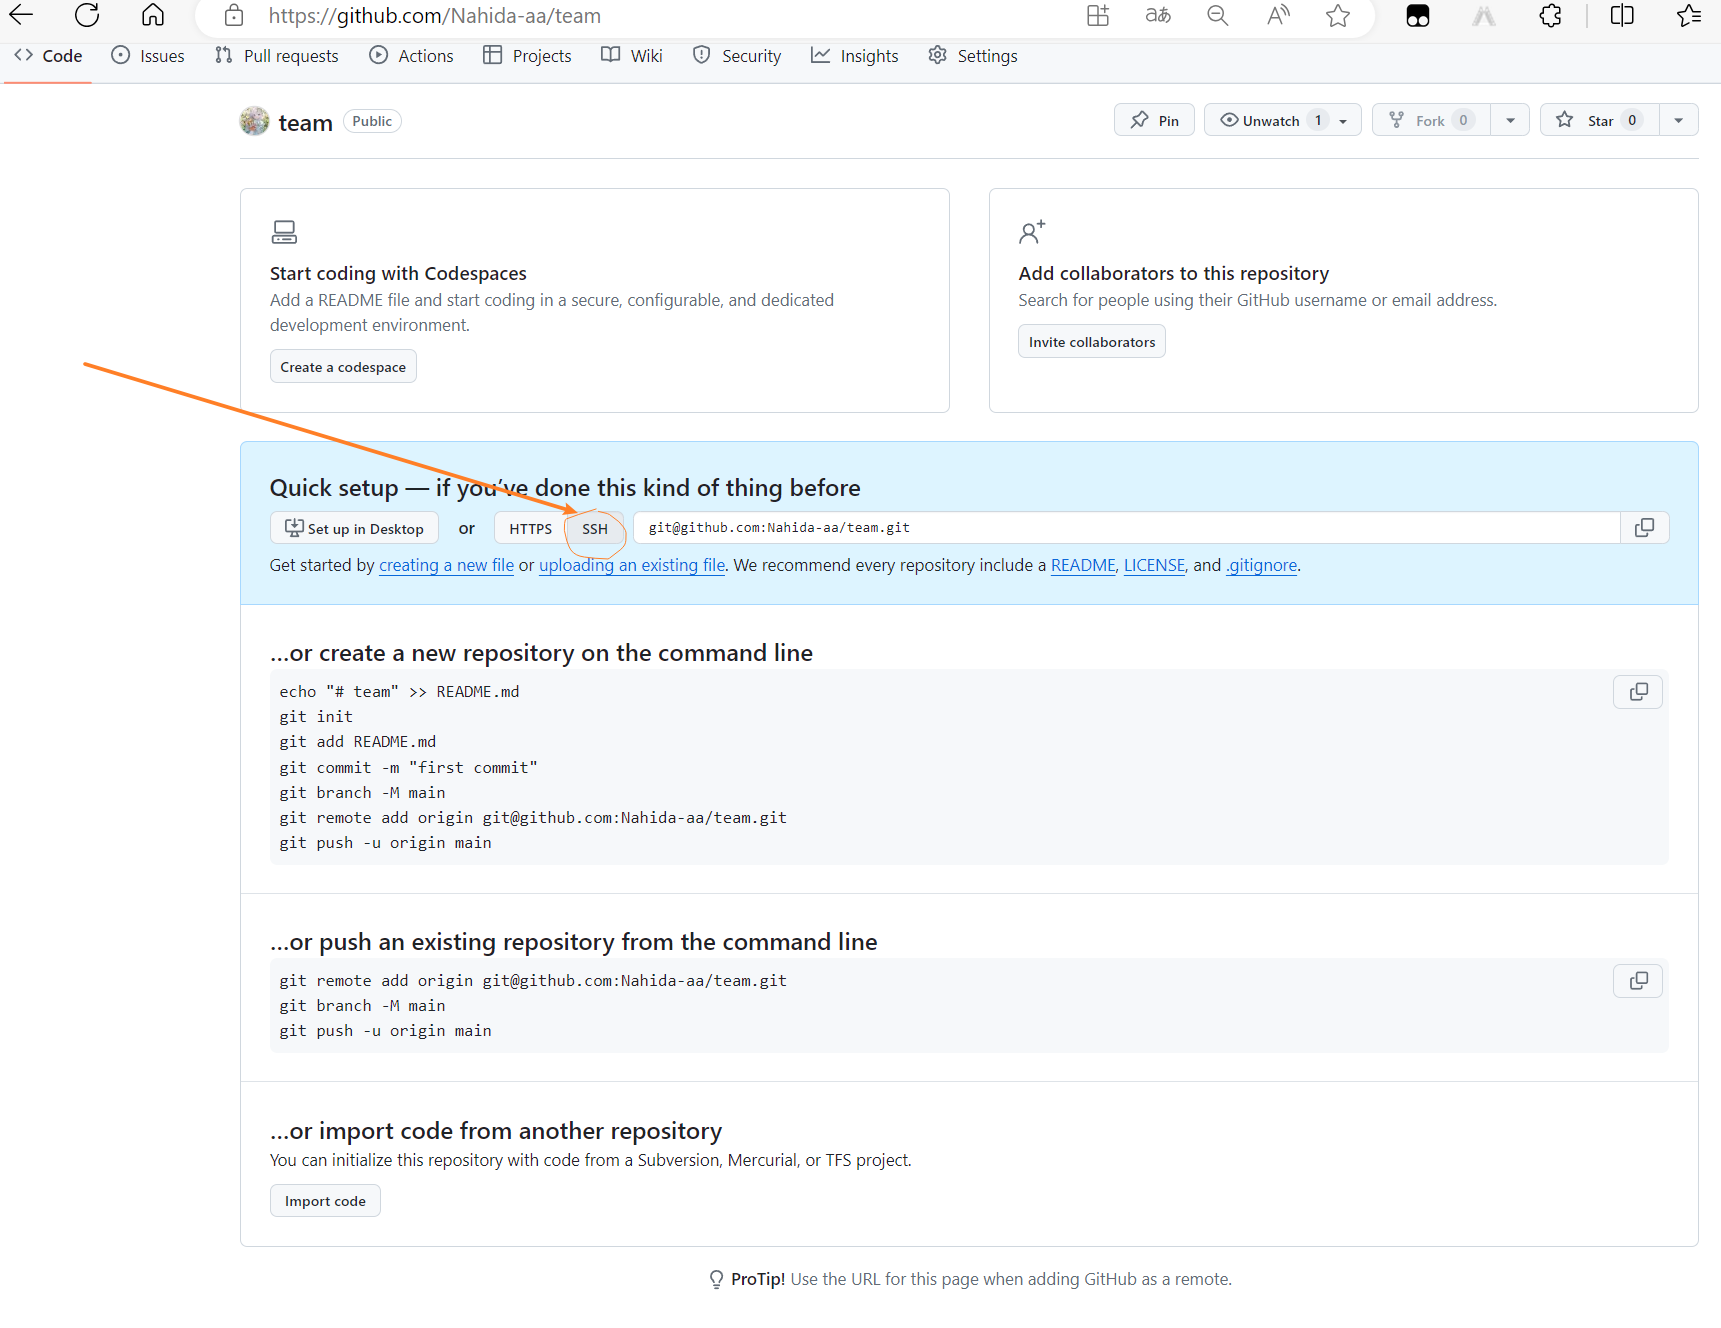 https://github.com/Nahida-aa/team
Code Issues Pull requests Actions Projects Wiki Security Insights Settings
team Public Pin Unwatch 1 Fork 0 Star 0
Start coding with Codespaces
Add a README file and start coding in a secure, configurable, and dedicated
development environment.
Create a codespace
Add collaborators to this repository
Search for people using their GitHub username or email address.
Invite collaborators
Quick setup — if you've done this kind of thing before
Set up in Desktop or HTTPS SSH git@github.com:Nahida-aa/team.git
Get started by creating a new file or uploading an existing file. We recommend every repository include a README, LICENSE, and .gitignore.
…or create a new repository on the command line
echo "# team" >> README.md
git init
git add README.md
git commit -m "first commit"
git branch -M main
git remote add origin git@github.com:Nahida-aa/team.git
git push -u origin main
…or push an existing repository from the command line
git remote add origin git@github.com:Nahida-aa/team.git
git branch -M main
git push -u origin main
…or import code from another repository
You can initialize this repository with code from a Subversion, Mercurial, or TFS project.
Import code
ProTip! Use the URL for this page when adding GitHub as a remote.